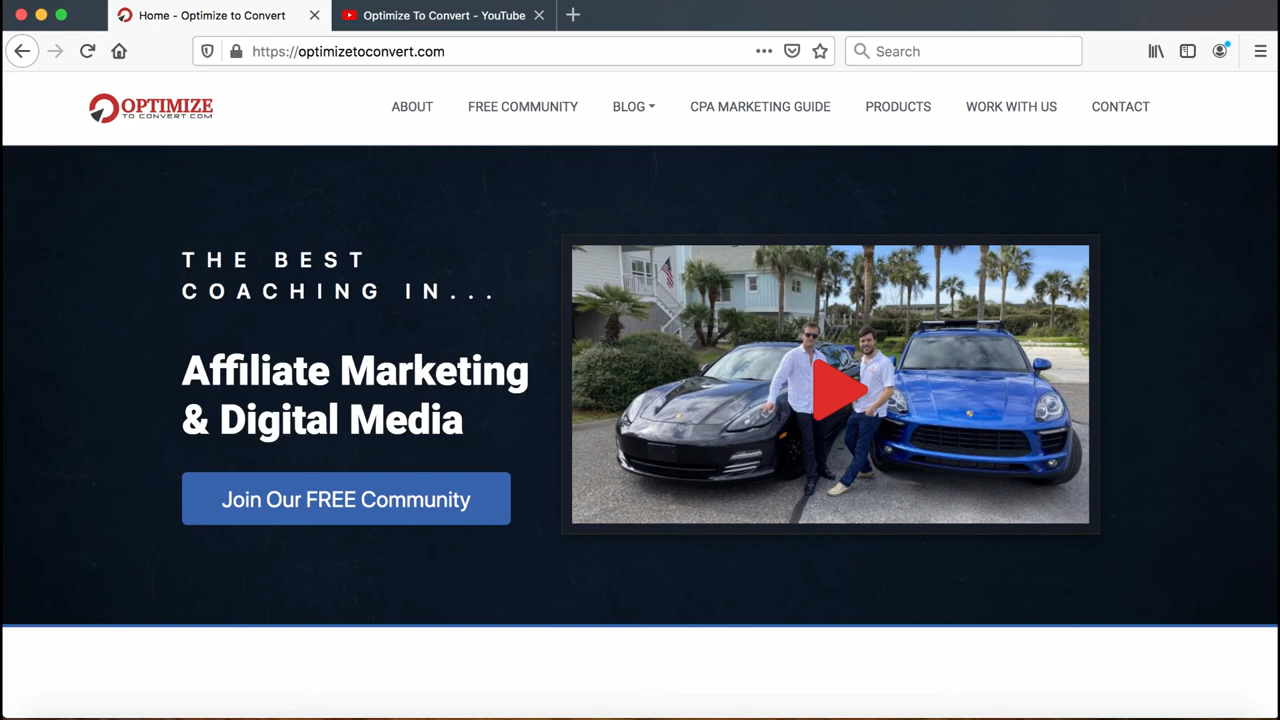 Home - Optimize to Convert
Optimize To Convert - YouTube
https://optimizetoconvert.com
Search
OPTIMIZE
TO CONVERT.COM
ABOUT
FREE COMMUNITY
BLOG
CPA MARKETING GUIDE
PRODUCTS
WORK WITH US
CONTACT
THE BEST
COACHING IN...
Affiliate Marketing
& Digital Media
Join Our FREE Community